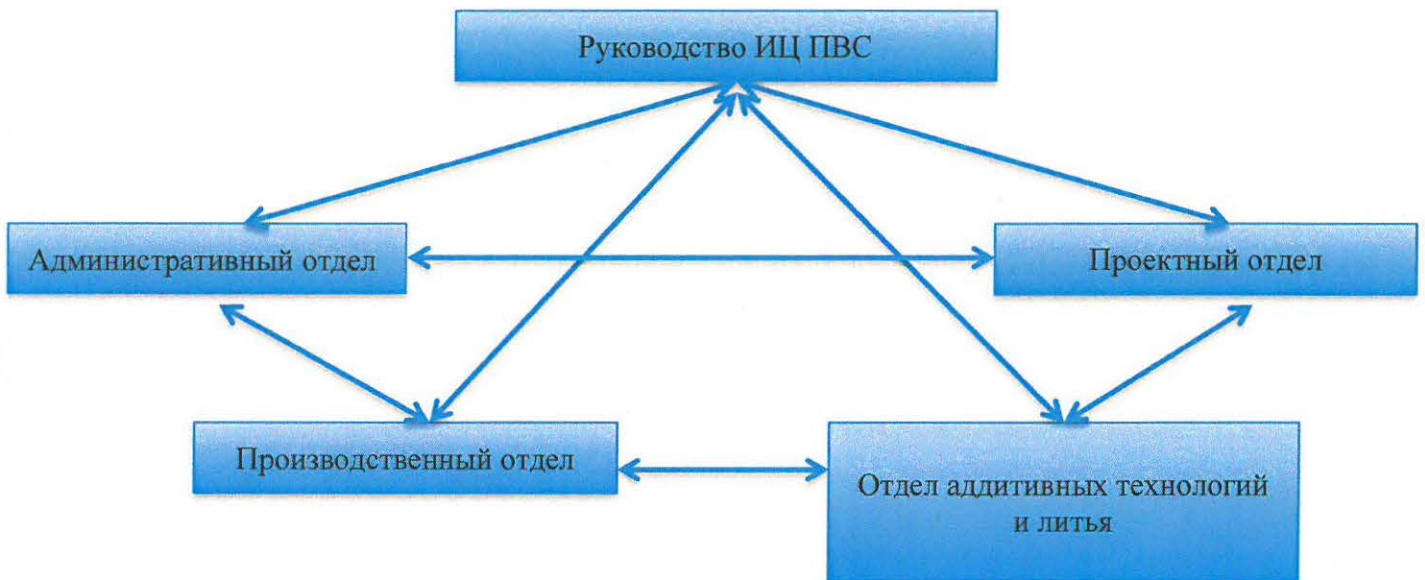 Руководство ИЦ ПВС
Административный отдел
Проектный отдел
Производственный отдел
Отдел аддитивных технологий
и литья